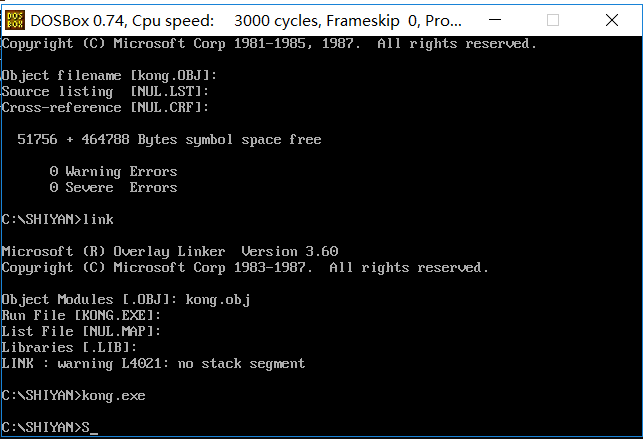 DOS
BOX
DOSBox 0.74, Cpu speed:    3000 cycles, Frameskip  0, Pro...
Copyright (C) Microsoft Corp 1981-1985, 1987.  All rights reserved.
Object filename [kong.OBJ]:
Source listing  [NUL.LST]:
Cross-reference [NUL.CRF]:
  51756 + 464788 Bytes symbol space free
      0 Warning Errors
      0 Severe  Errors
C:\SHIYAN>link
Microsoft (R) Overlay Linker  Version 3.60
Copyright (C) Microsoft Corp 1983-1987.  All rights reserved.
Object Modules [.OBJ]: kong.obj
Run File [KONG.EXE]:
List File [NUL.MAP]:
Libraries [.LIB]:
LINK : warning L4021: no stack segment
C:\SHIYAN>kong.exe
C:\SHIYAN>S_